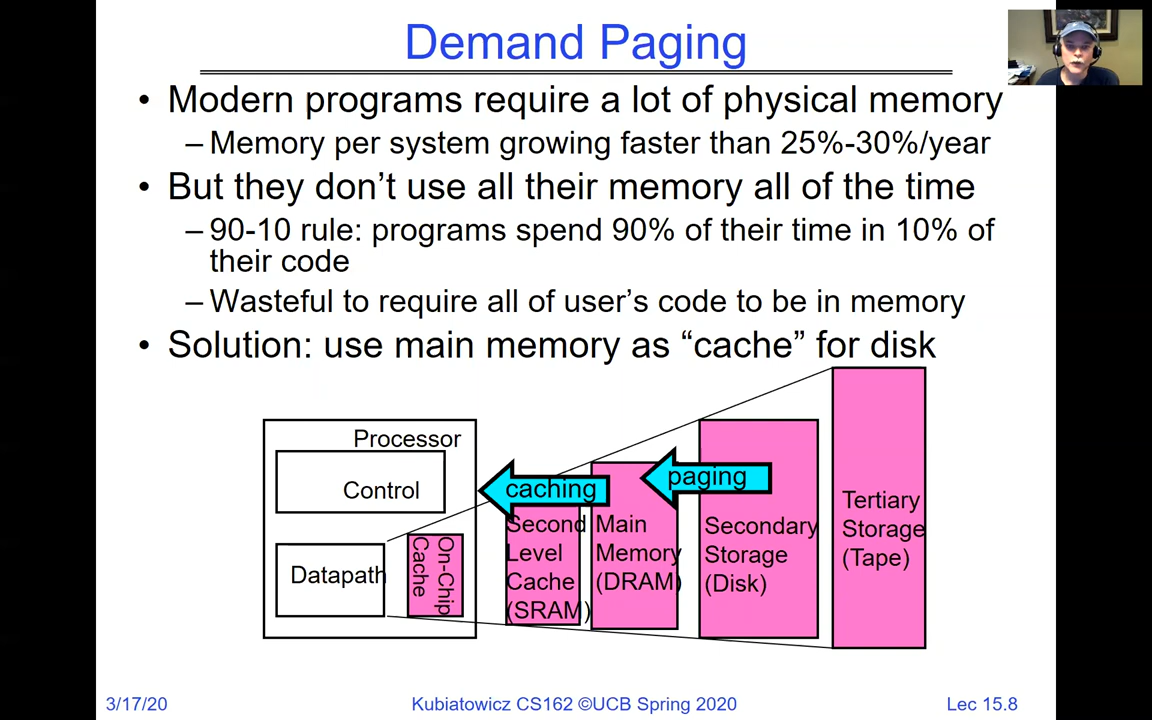 Demand Paging
• Modern programs require a lot of physical memory
– Memory per system growing faster than 25%-30%/year
• But they don’t use all their memory all of the time
– 90-10 rule: programs spend 90% of their time in 10% of
their code
– Wasteful to require all of user’s code to be in memory
• Solution: use main memory as “cache” for disk
Processor
Control
Datapath
On-Chip
Cache
caching
Second
Level
Cache
(SRAM)
Main
Memory
(DRAM)
paging
Secondary
Storage
(Disk)
Tertiary
Storage
(Tape)
3/17/20
Kubiatowicz CS162 ©UCB Spring 2020
Lec 15.8